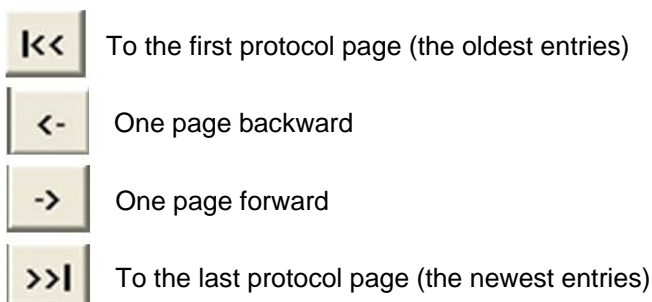 |<< To the first protocol page (the oldest entries)
<- One page backward
-> One page forward
>>| To the last protocol page (the newest entries)